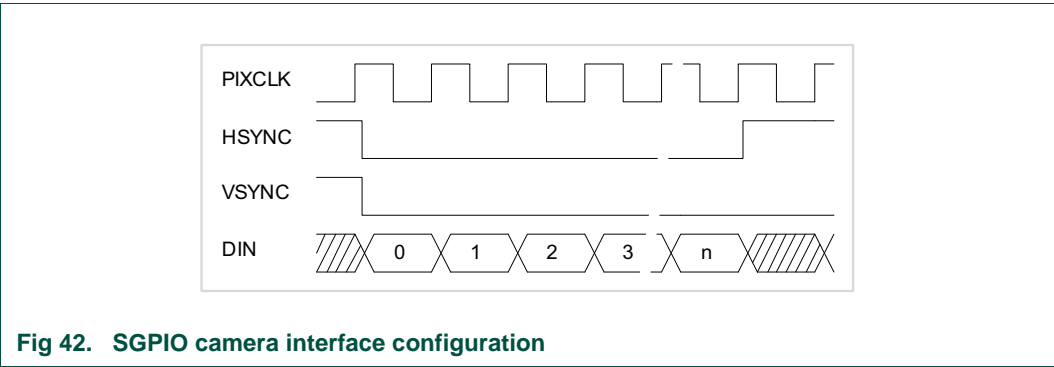 PIXCLK
HSYNC
VSYNC
DIN 0 1 2 3 n
Fig 42. SGPIO camera interface configuration